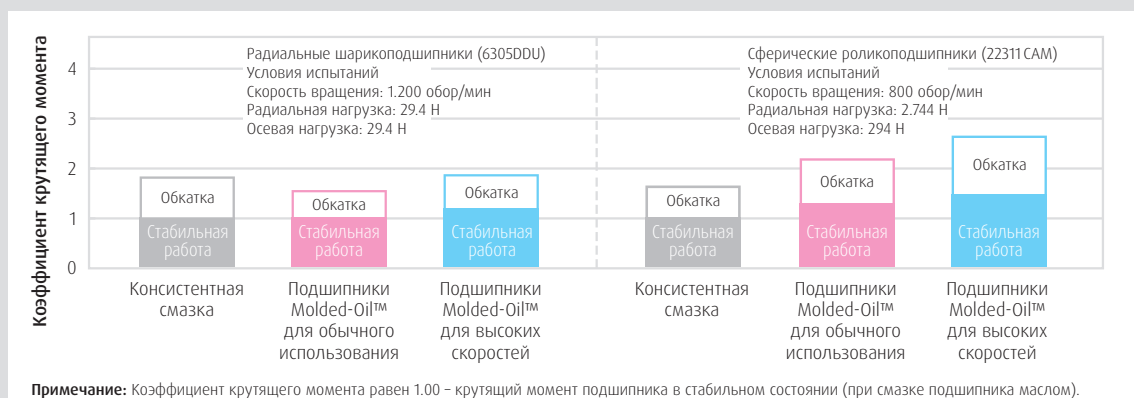 Коэффициент крутящего момента
4
3
2
1
0
Радиальные шарикоподшипники (6305DDU)
Условия испытаний
Скорость вращения: 1.200 обор/мин
Радиальная нагрузка: 29.4 Н
Осевая нагрузка: 29.4 Н
Сферические роликоподшипники (22311 CAM)
Условия испытаний
Скорость вращения: 800 обор/мин
Радиальная нагрузка: 2.744 Н
Осевая нагрузка: 294 Н
Обкатка
Стабильная
работа
Обкатка
Стабильная
работа
Обкатка
Стабильная
работа
Обкатка
Стабильная
работа
Обкатка
Стабильная
работа
Обкатка
Стабильная
работа
Консистентная
смазка
Подшипники
Molded-Oil™
для обычного
использования
Подшипники
Molded-Oil™
для высоких
скоростей
Консистентная
смазка
Подшипники
Molded-Oil™
для обычного
использования
Подшипники
Molded-Oil™
для высоких
скоростей
Примечание: Коэффициент крутящего момента равен 1.00 – крутящий момент подшипника в стабильном состоянии (при смазке подшипника маслом).